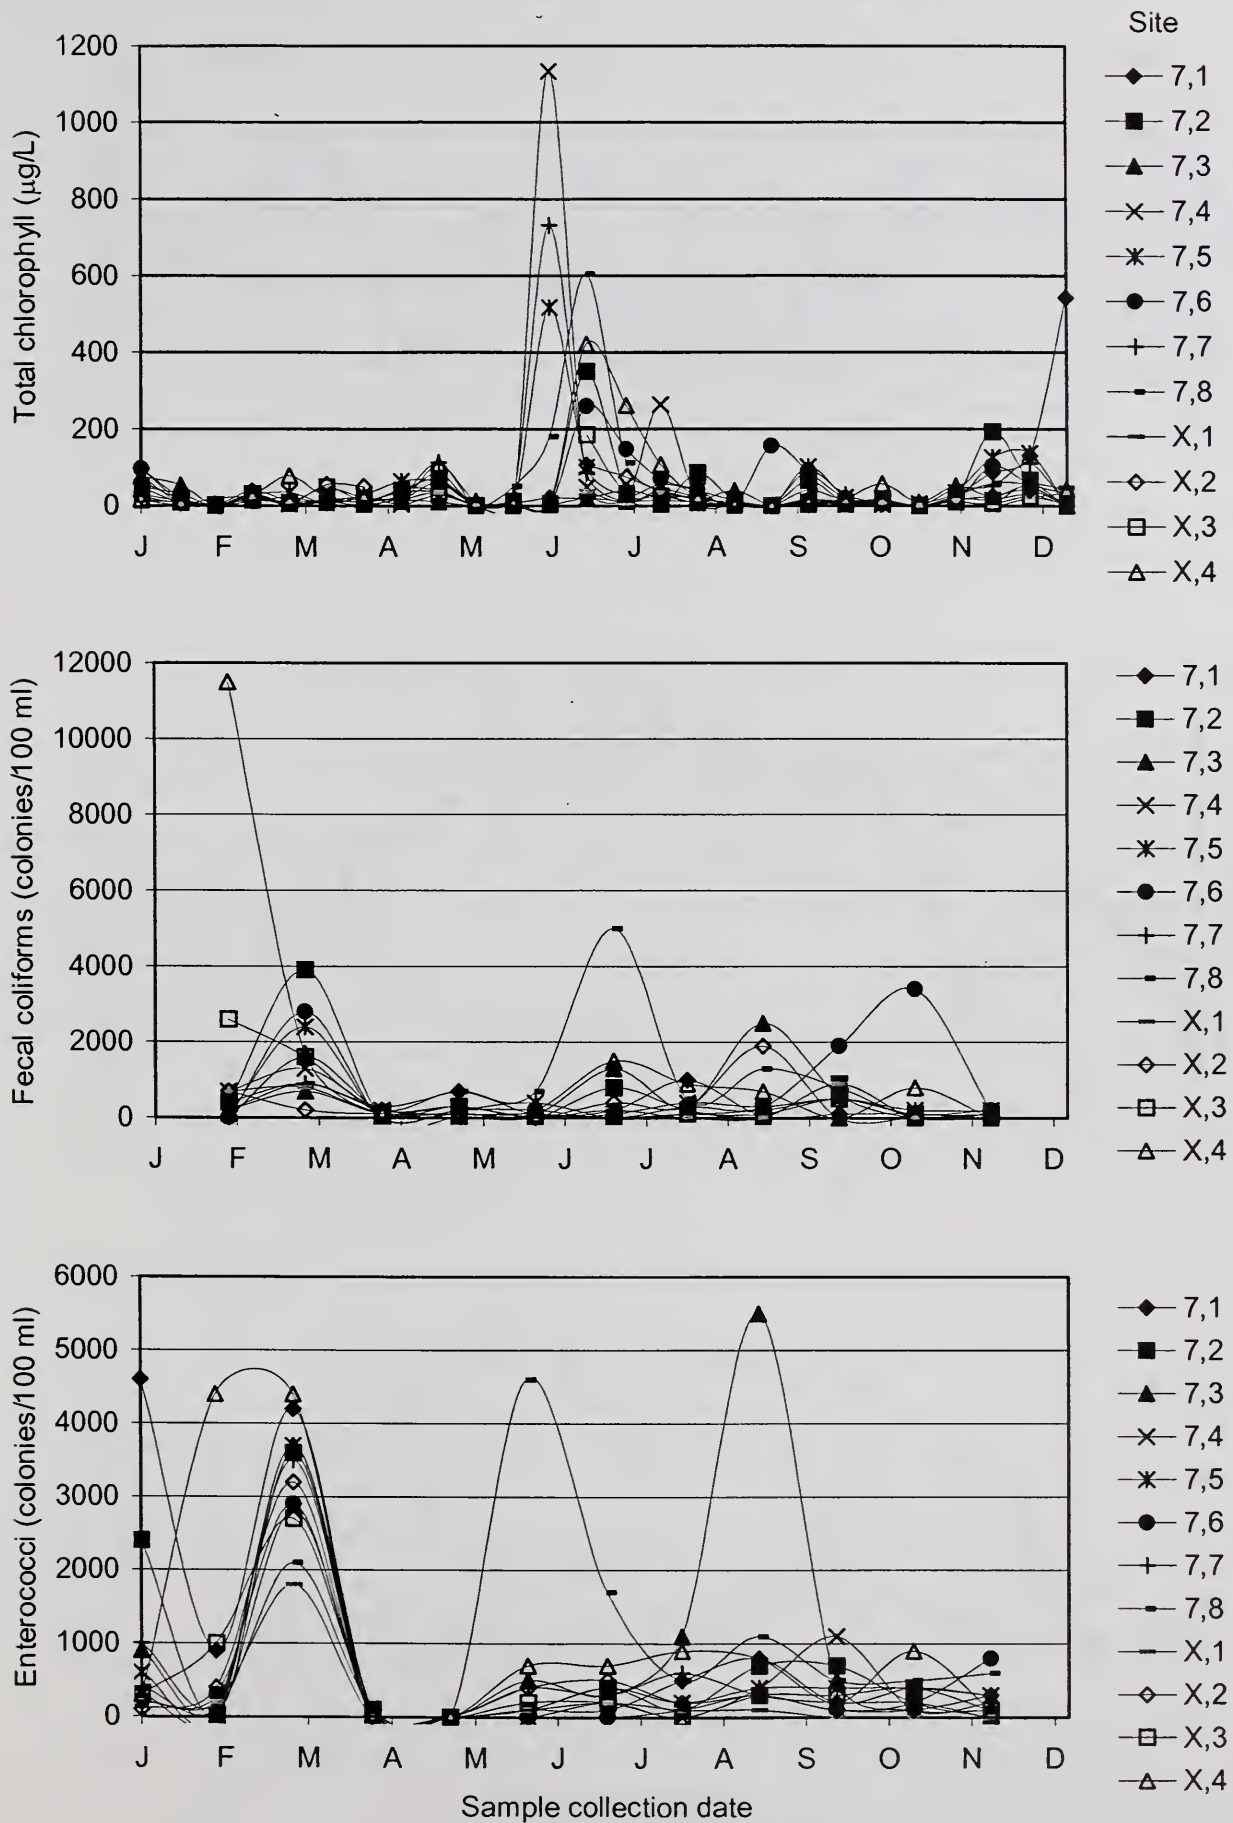 Site
Total chlorophyll (µg/L)
1200
1000
800
600
400
200
0
J F M A M J J A S O N D
7,1
7,2
7,3
7,4
7,5
7,6
7,7
7,8
X,1
X,2
X,3
X,4
Fecal coliforms (colonies/100 ml)
12000
10000
8000
6000
4000
2000
0
J F M A M J J A S O N D
7,1
7,2
7,3
7,4
7,5
7,6
7,7
7,8
X,1
X,2
X,3
X,4
Enterococci (colonies/100 ml)
6000
5000
4000
3000
2000
1000
0
J F M A M J J A S O N D
7,1
7,2
7,3
7,4
7,5
7,6
7,7
7,8
X,1
X,2
X,3
X,4
Sample collection date